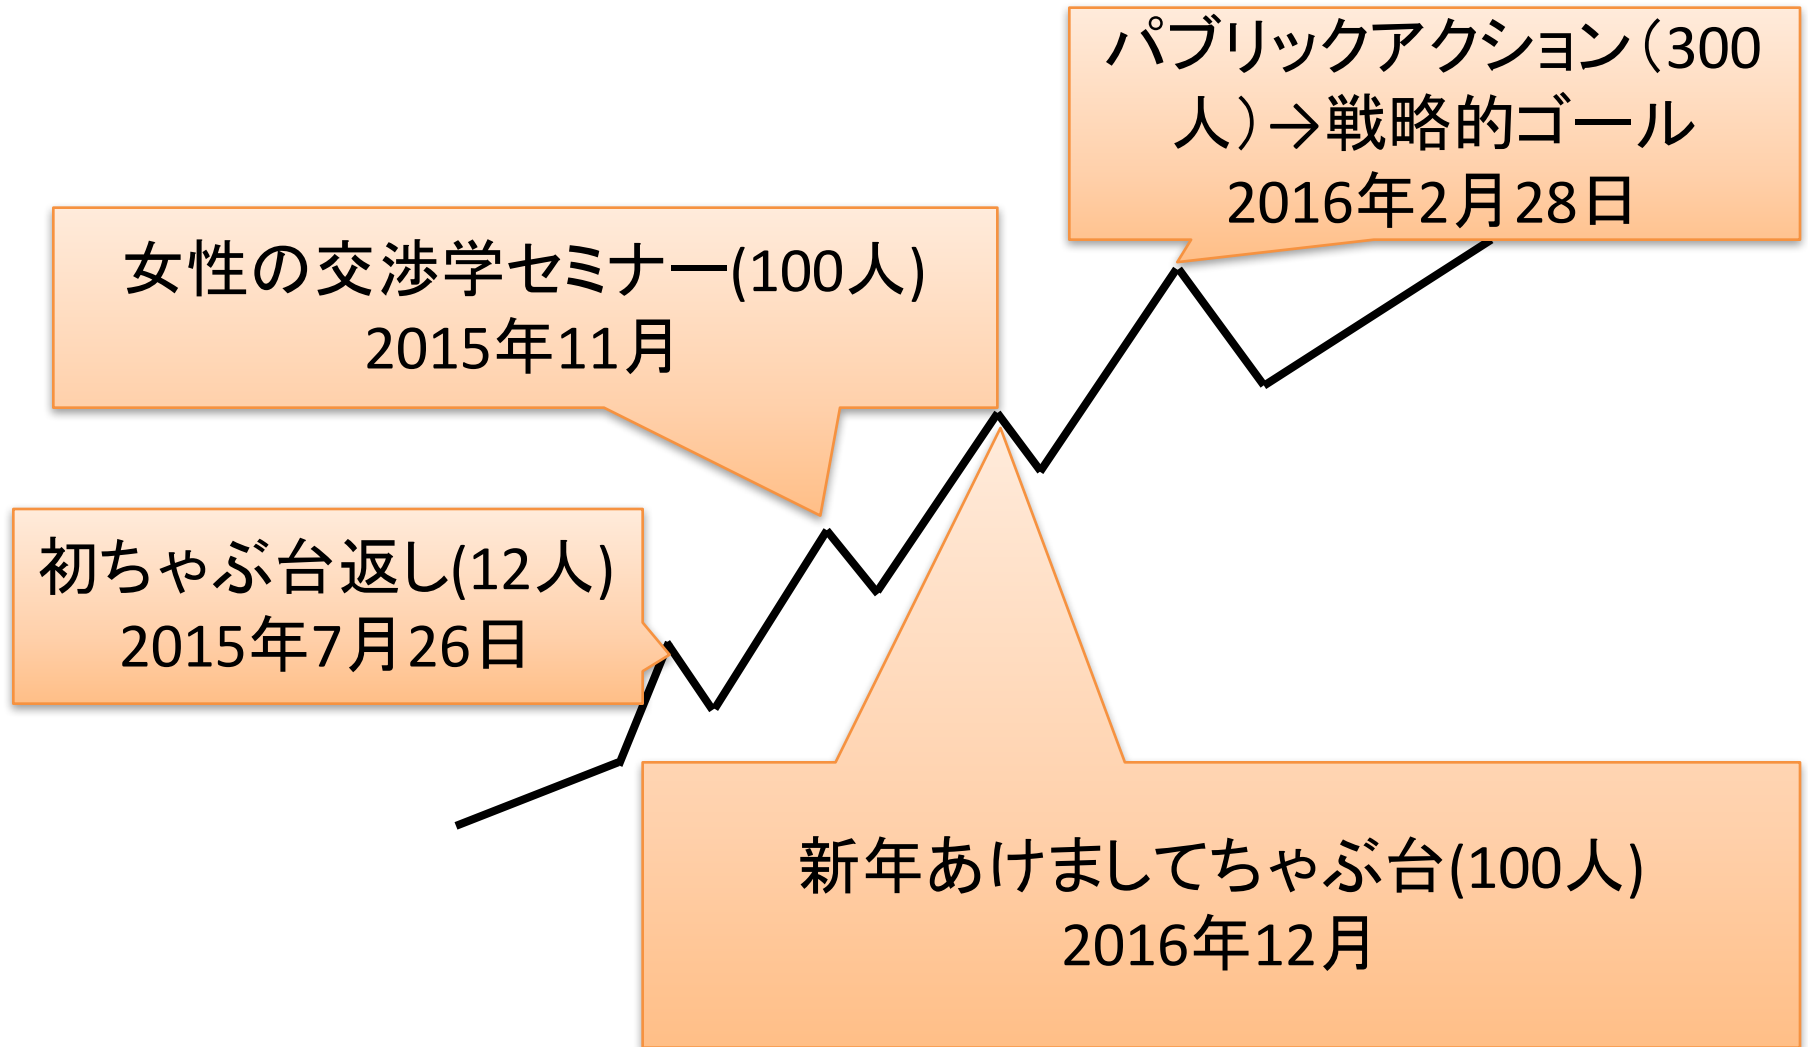 パブリックアクション（300
人）→戦略的ゴール
2016年2月28日
女性の交渉学セミナー(100人)
2015年11月
初ちゃぶ台返し(12人)
2015年7月26日
新年あけましてちゃぶ台(100人)
2016年12月